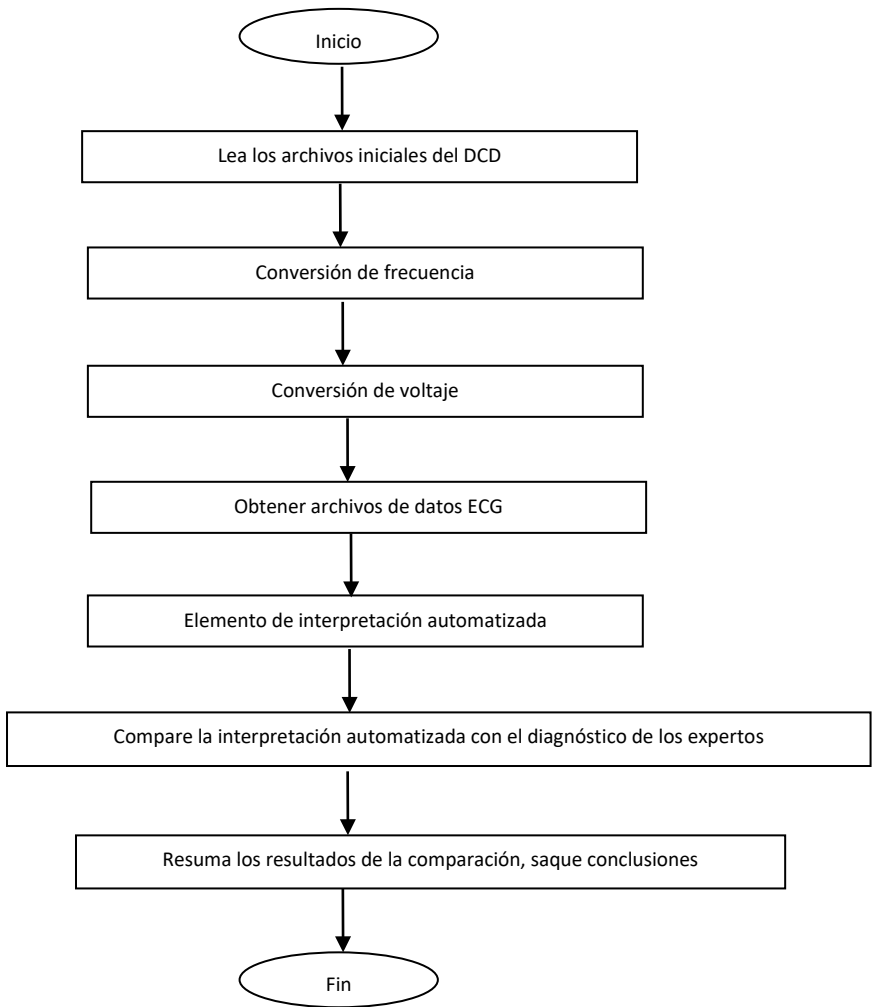 Inicio
Lea los archivos iniciales del DCD
Conversión de frecuencia
Conversión de voltaje
Obtener archivos de datos ECG
Elemento de interpretación automatizada
Compare la interpretación automatizada con el diagnóstico de los expertos
Resuma los resultados de la comparación, saque conclusiones
Fin